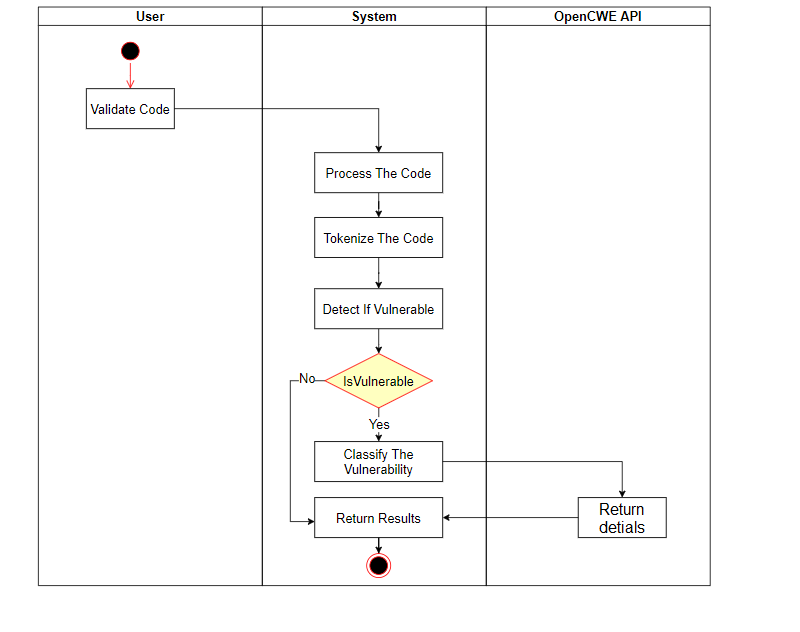 User
System
OpenCWE API
Validate Code
Process The Code
Tokenize The Code
Detect If Vulnerable
No
IsVulnerable
Yes
Classify The
Vulnerability
Return Results
Return
detials